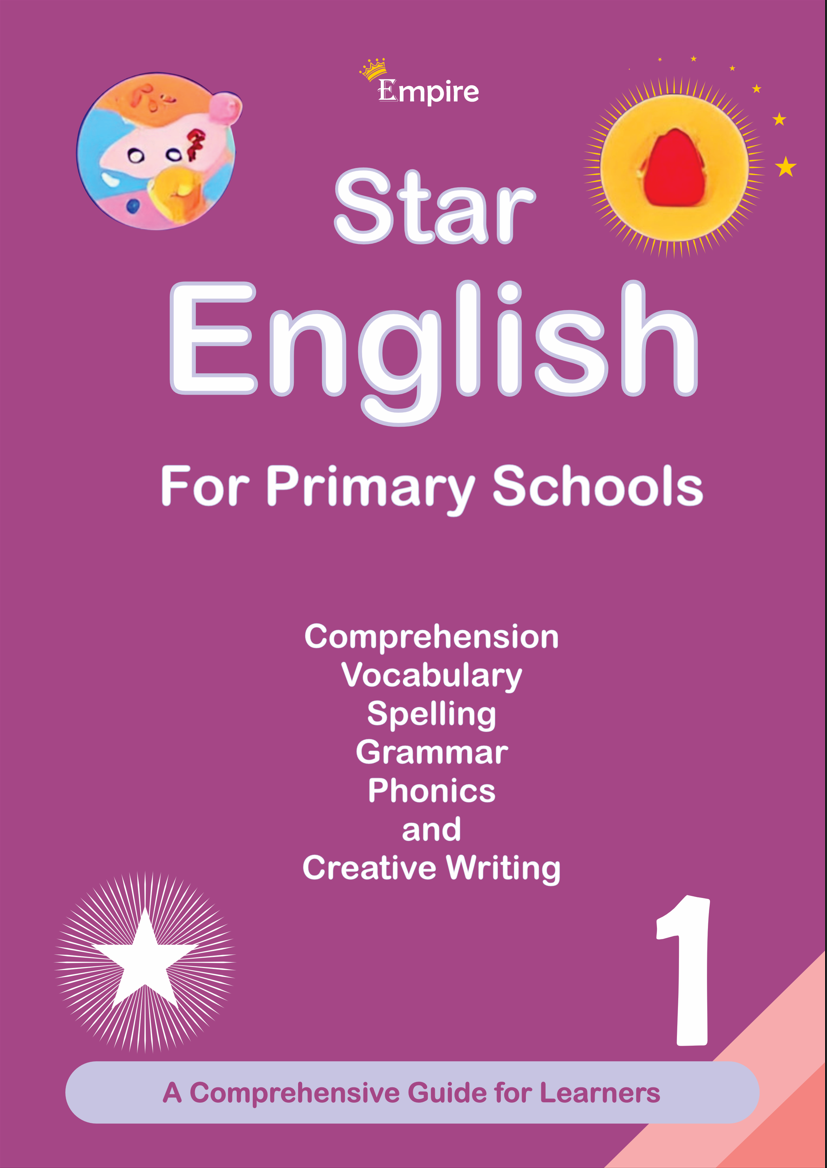 Empire
Star
English
For Primary Schools
Comprehension
Vocabulary
Spelling
Grammar
Phonics
and
Creative Writing
1
A Comprehensive Guide for Learners